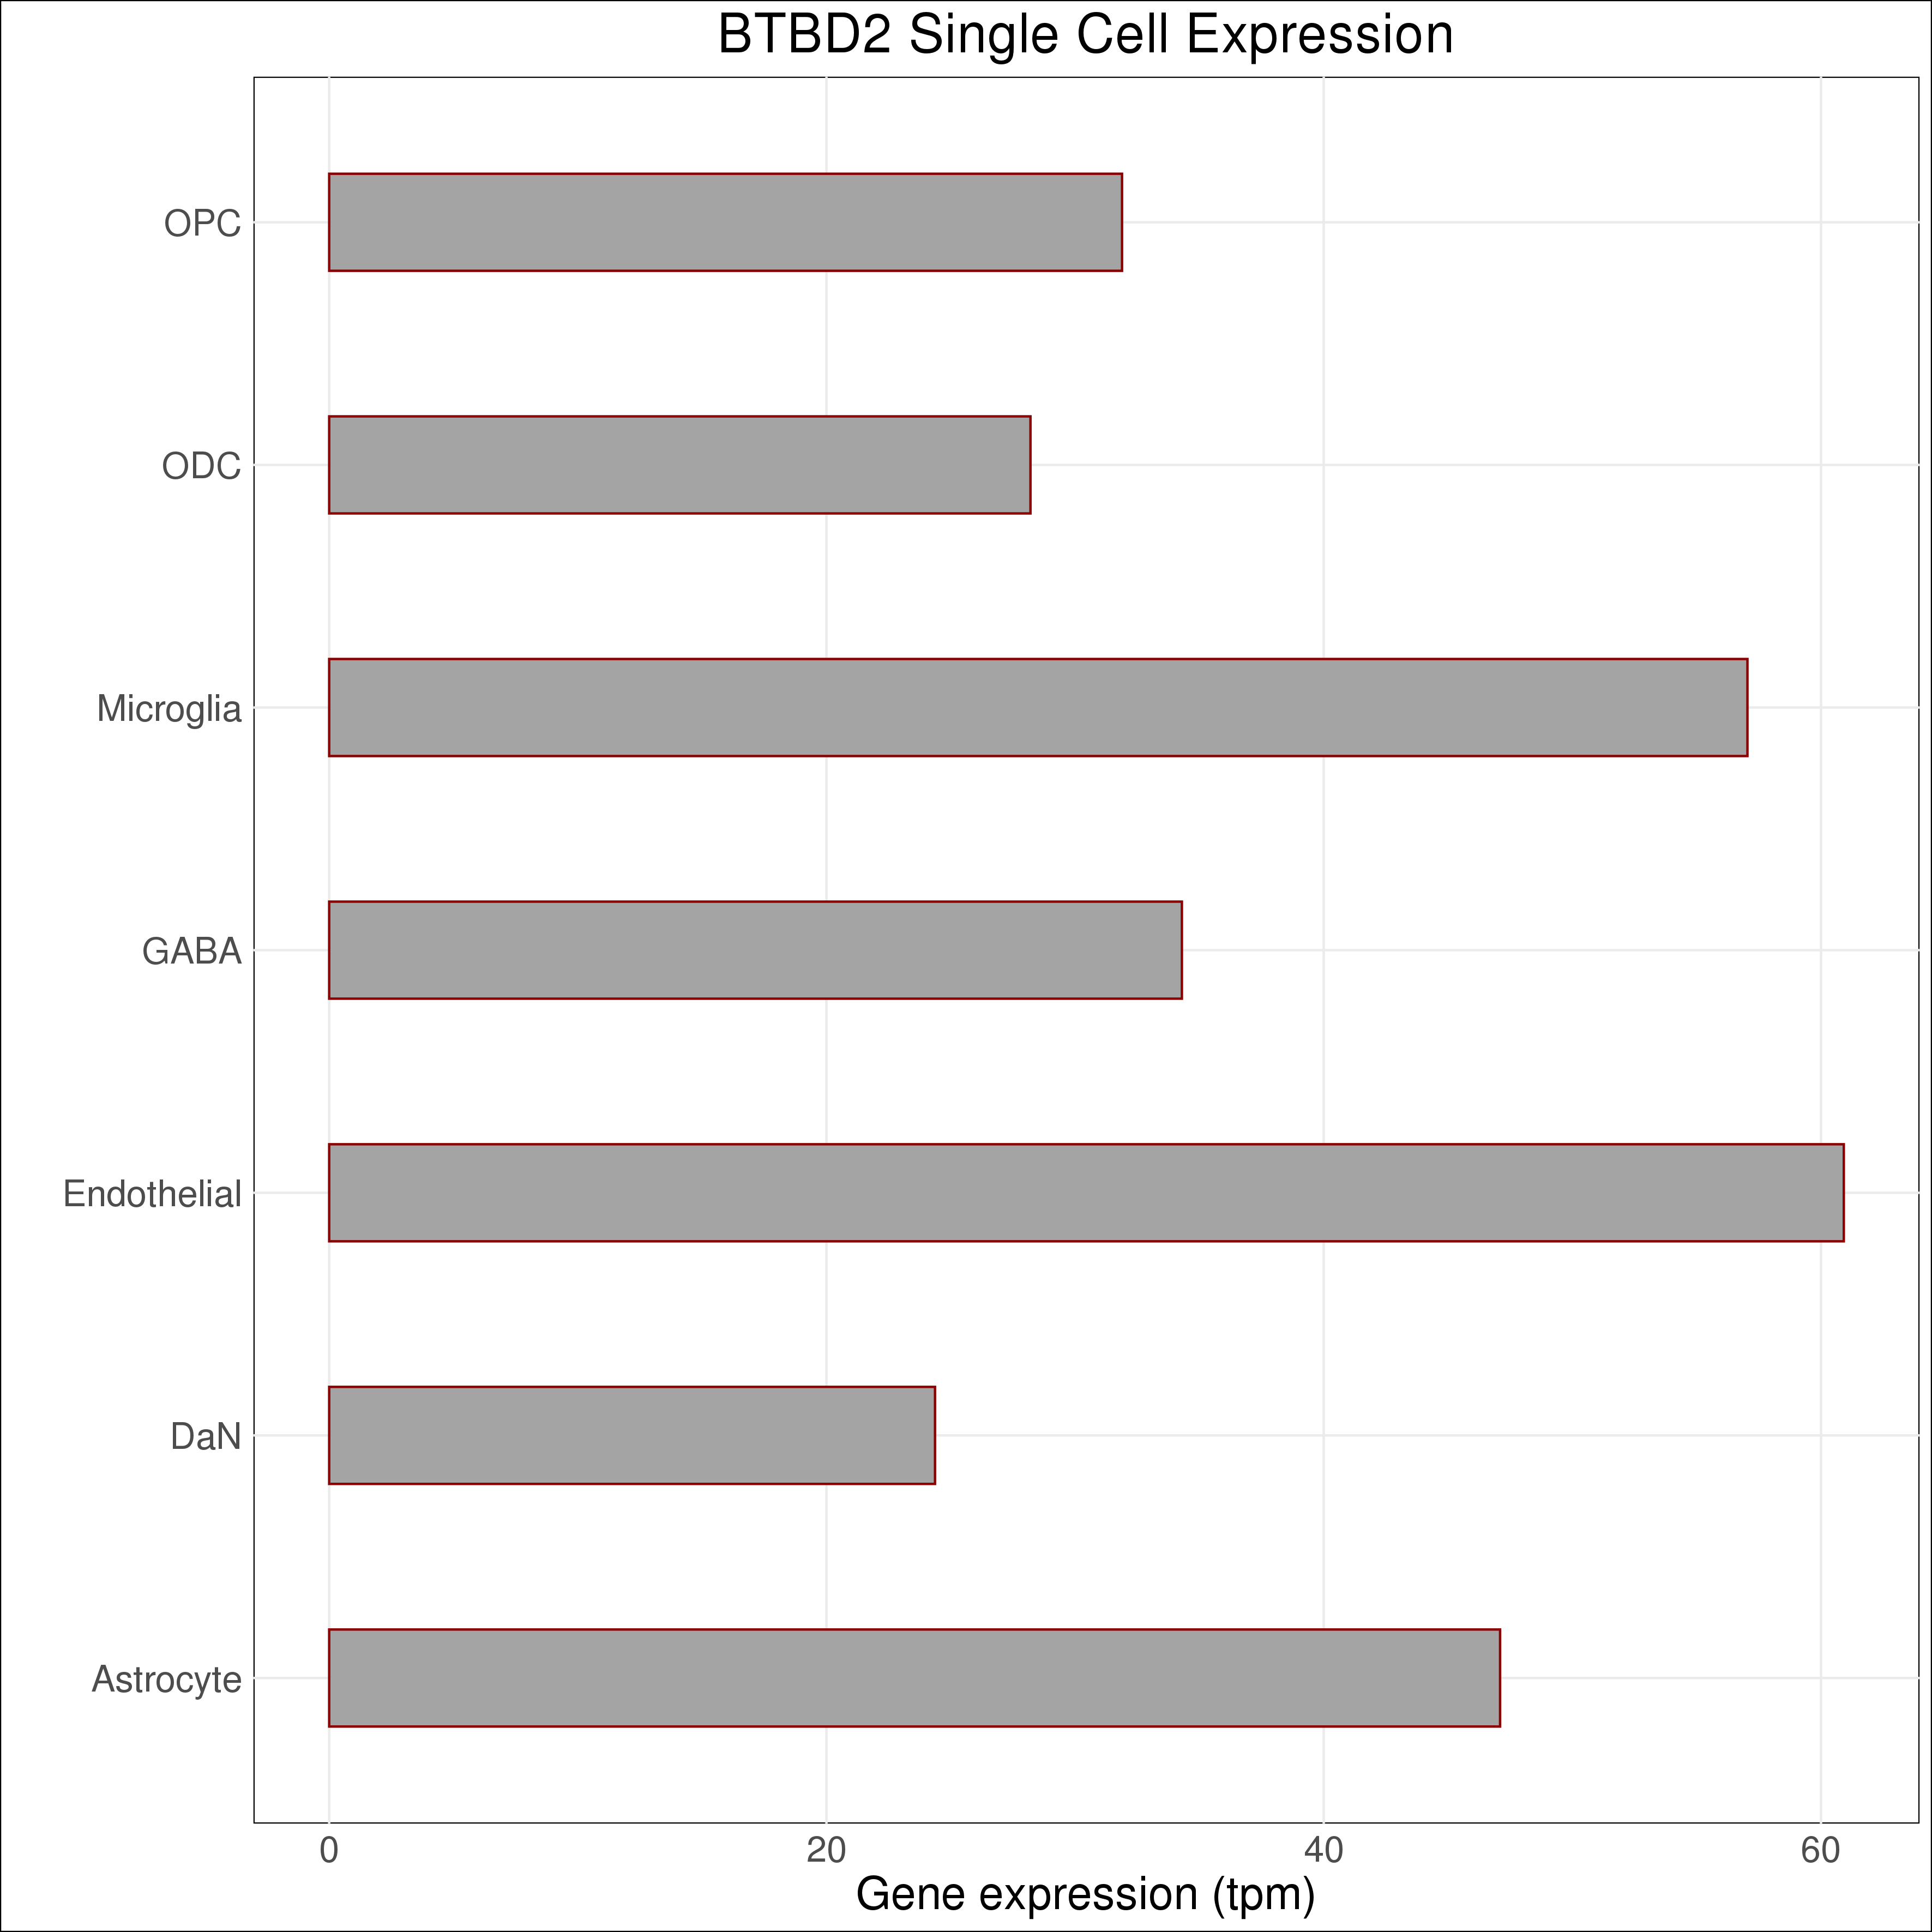 BTBD2 Single Cell Expression
OPC
ODC
Microglia
GABA
Endothelial
DaN
Astrocyte
0 20 40 60
Gene expression (tpm)